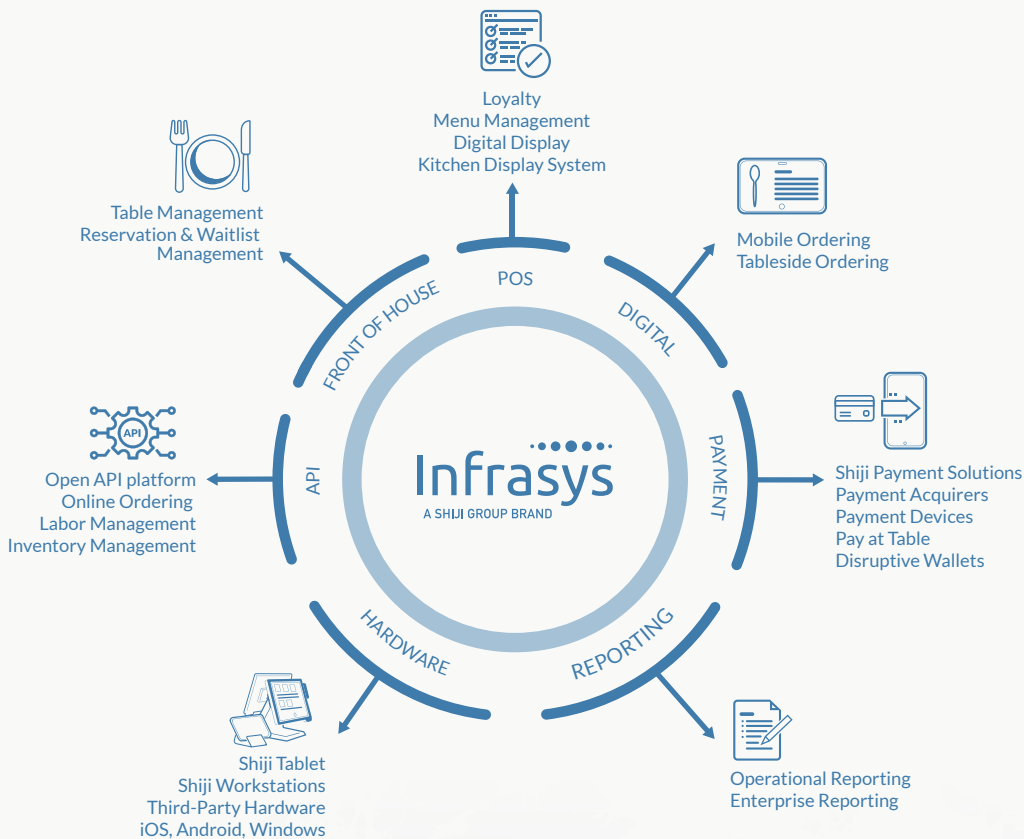 Loyalty
Menu Management
Digital Display
Kitchen Display System
Table Management
Reservation & Waitlist
Management
Mobile Ordering
Tableside Ordering
POS
FRONT OF HOUSE
DIGITAL
API
Open API platform
Online Ordering
Labor Management
Inventory Management
API
Infrasys
A SHIJI GROUP BRAND
PAYMENT
Shiji Payment Solutions
Payment Acquirers
Payment Devices
Pay at Table
Disruptive Wallets
HARDWARE
REPORTING
Shiji Tablet
Shiji Workstations
Third-Party Hardware
iOS, Android, Windows
Operational Reporting
Enterprise Reporting